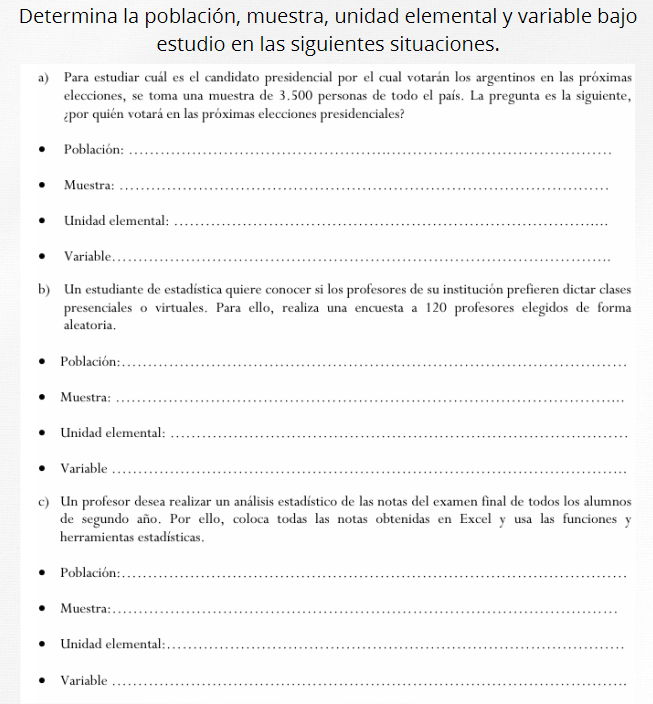 Determina la población, muestra, unidad elemental y variable bajo
estudio en las siguientes situaciones.
a) Para estudiar cuál es el candidato presidencial por el cual votarán los argentinos en las próximas
elecciones, se toma una muestra de 3.500 personas de todo el país. La pregunta es la siguiente,
¿por quién votará en las próximas elecciones presidenciales?
• Población: ................................................................................
• Muestra: ................................................................................
• Unidad elemental: ................................................................................
• Variable................................................................................
b) Un estudiante de estadística quiere conocer si los profesores de su institución prefieren dictar clases
presenciales o virtuales. Para ello, realiza una encuesta a 120 profesores elegidos de forma
aleatoria.
• Población:................................................................................
• Muestra: ................................................................................
• Unidad elemental: ................................................................................
• Variable ................................................................................
c) Un profesor desea realizar un análisis estadístico de las notas del examen final de todos los alumnos
de segundo año. Por ello, coloca todas las notas obtenidas en Excel y usa las funciones y
herramientas estadísticas.
• Población:................................................................................
• Muestra:................................................................................
• Unidad elemental:................................................................................
• Variable ................................................................................